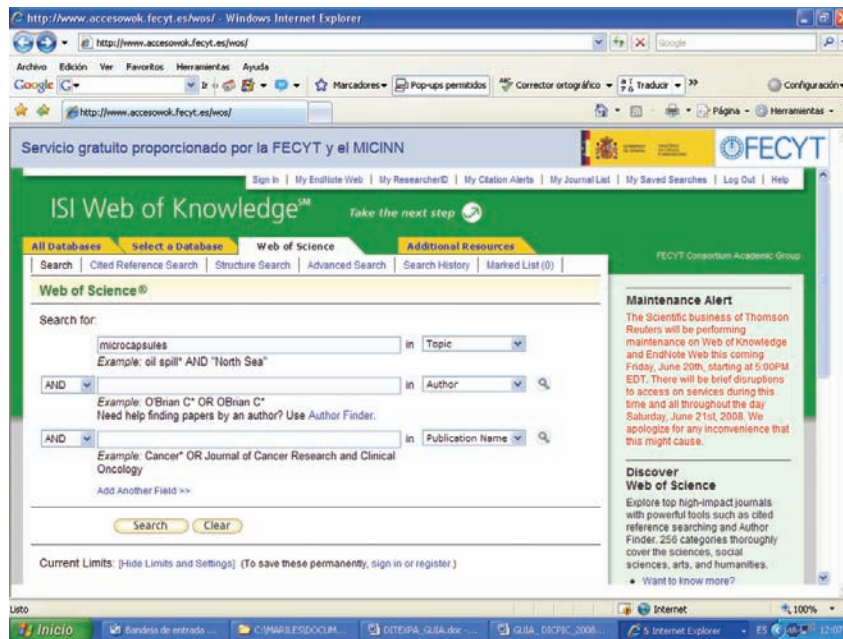 http://www.accesowok.fecyt.es/wos/ - Windows Internet Explorer
http://www.accesowok.fecyt.es/wos/
Google
Archivo Edición Ver Favoritos Herramientas Ayuda
Google G Ir Marcadores Pop-ups permitidos Corrector ortográfico Traducir Configuración
http://www.accesowok.fecyt.es/wos/ Página Herramientas
Servicio gratuito proporcionado por la FECYT y el MICINN
FECYT
Sign In | My EndNote Web | My ResearcherID | My Citation Alerts | My Journal List | My Saved Searches | Log Out | Help
ISI Web of Knowledge℠ Take the next step
All Databases Select a Database Web of Science Additional Resources
Search | Cited Reference Search | Structure Search | Advanced Search | Search History | Marked List (0) |
FECYT Consortium Academic Group
Web of Science®
Search for:
microcapsules in Topic
Example: oil spill* AND "North Sea"
AND in Author
Example: O'Brian C* OR OBrian C*
Need help finding papers by an author? Use Author Finder.
AND in Publication Name
Example: Cancer* OR Journal of Cancer Research and Clinical
Oncology
Add Another Field >>
Search Clear
Current Limits: [Hide Limits and Settings] (To save these permanently, sign in or register.)
Maintenance Alert
The Scientific business of Thomson
Reuters will be performing
maintenance on Web of Knowledge
and EndNote Web this coming
Friday, June 20th, starting at 5:00PM
EDT. There will be brief disruptions
to access on services during this
time and all throughout the day
Saturday, June 21st, 2008. We
apologize for any inconvenience that
this might cause.
Discover
Web of Science
Explore top high-impact journals
with powerful tools such as cited
reference searching and Author
Finder. 256 categories thoroughly
cover the sciences, social
sciences, arts, and humanities.
Want to know more?
Listo Internet 100%
Inicio Bandeja de entrada ... C:\MARILES\DOCUM... DITEXPA_GUIA.doc -... GUIA_DICPIC_2008... 5 Internet Explorer ES 12:07